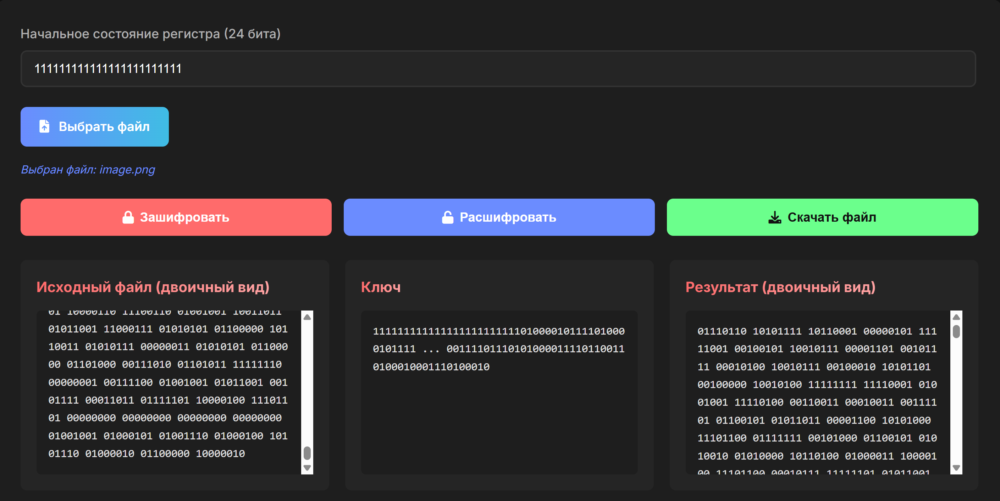 Начальное состояние регистра (24 бита)
111111111111111111111111
Выбрать файл
Выбран файл: image.png
Зашифровать
Расшифровать
Скачать файл
Исходный файл (двоичный вид)
01 10000110 11100110 01001001 10011011
01011001 11000111 01010101 01100000 101
10011 01010111 00000011 01010101 011000
00 01101000 00111010 01101011 11111110
00000001 00111100 01001001 01011001 001
01111 00011011 01111101 10000100 111011
01 00000000 00000000 00000000 00000000
01001001 01000101 01001110 01000100 101
01110 01000010 01100000 10000010
Ключ
11111111111111111111111101000010111101000
0101111 ... 00111101110101000011110110011
0100010001110100010
Результат (двоичный вид)
01110110 10101111 10110001 00000101 111
11001 00100101 10010111 00001101 001011
11 00010100 10010111 00100010 10101101
00100000 10010100 11111111 11110001 010
01001 11110100 00110011 00010011 001111
01 01100101 01011011 00001100 10101000
11101100 01111111 00101000 01100101 010
10010 01010000 10110100 01000011 100001
00 11101100 00010111 11111101 01011001